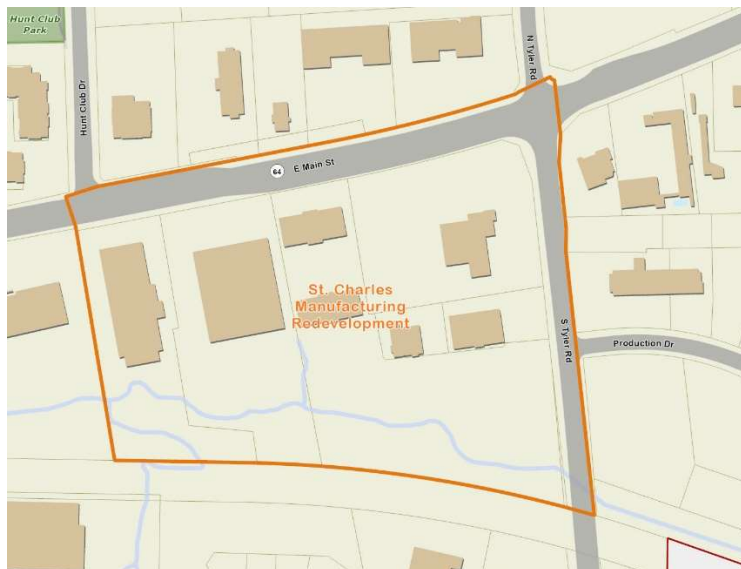 Hunt Club
Park
Hunt Club Dr
N Tyler Rd
64
E Main St
St. Charles
Manufacturing
Redevelopment
S Tyler Rd
Production Dr